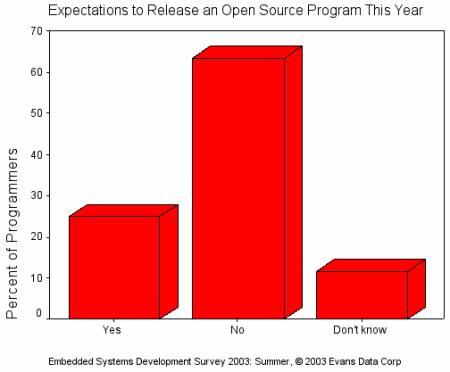 Expectations to Release an Open Source Program This Year
70
60
50
40
30
20
10
0
Percent of Programmers
Yes No Don't know
Embedded Systems Development Survey 2003: Summer, © 2003 Evans Data Corp